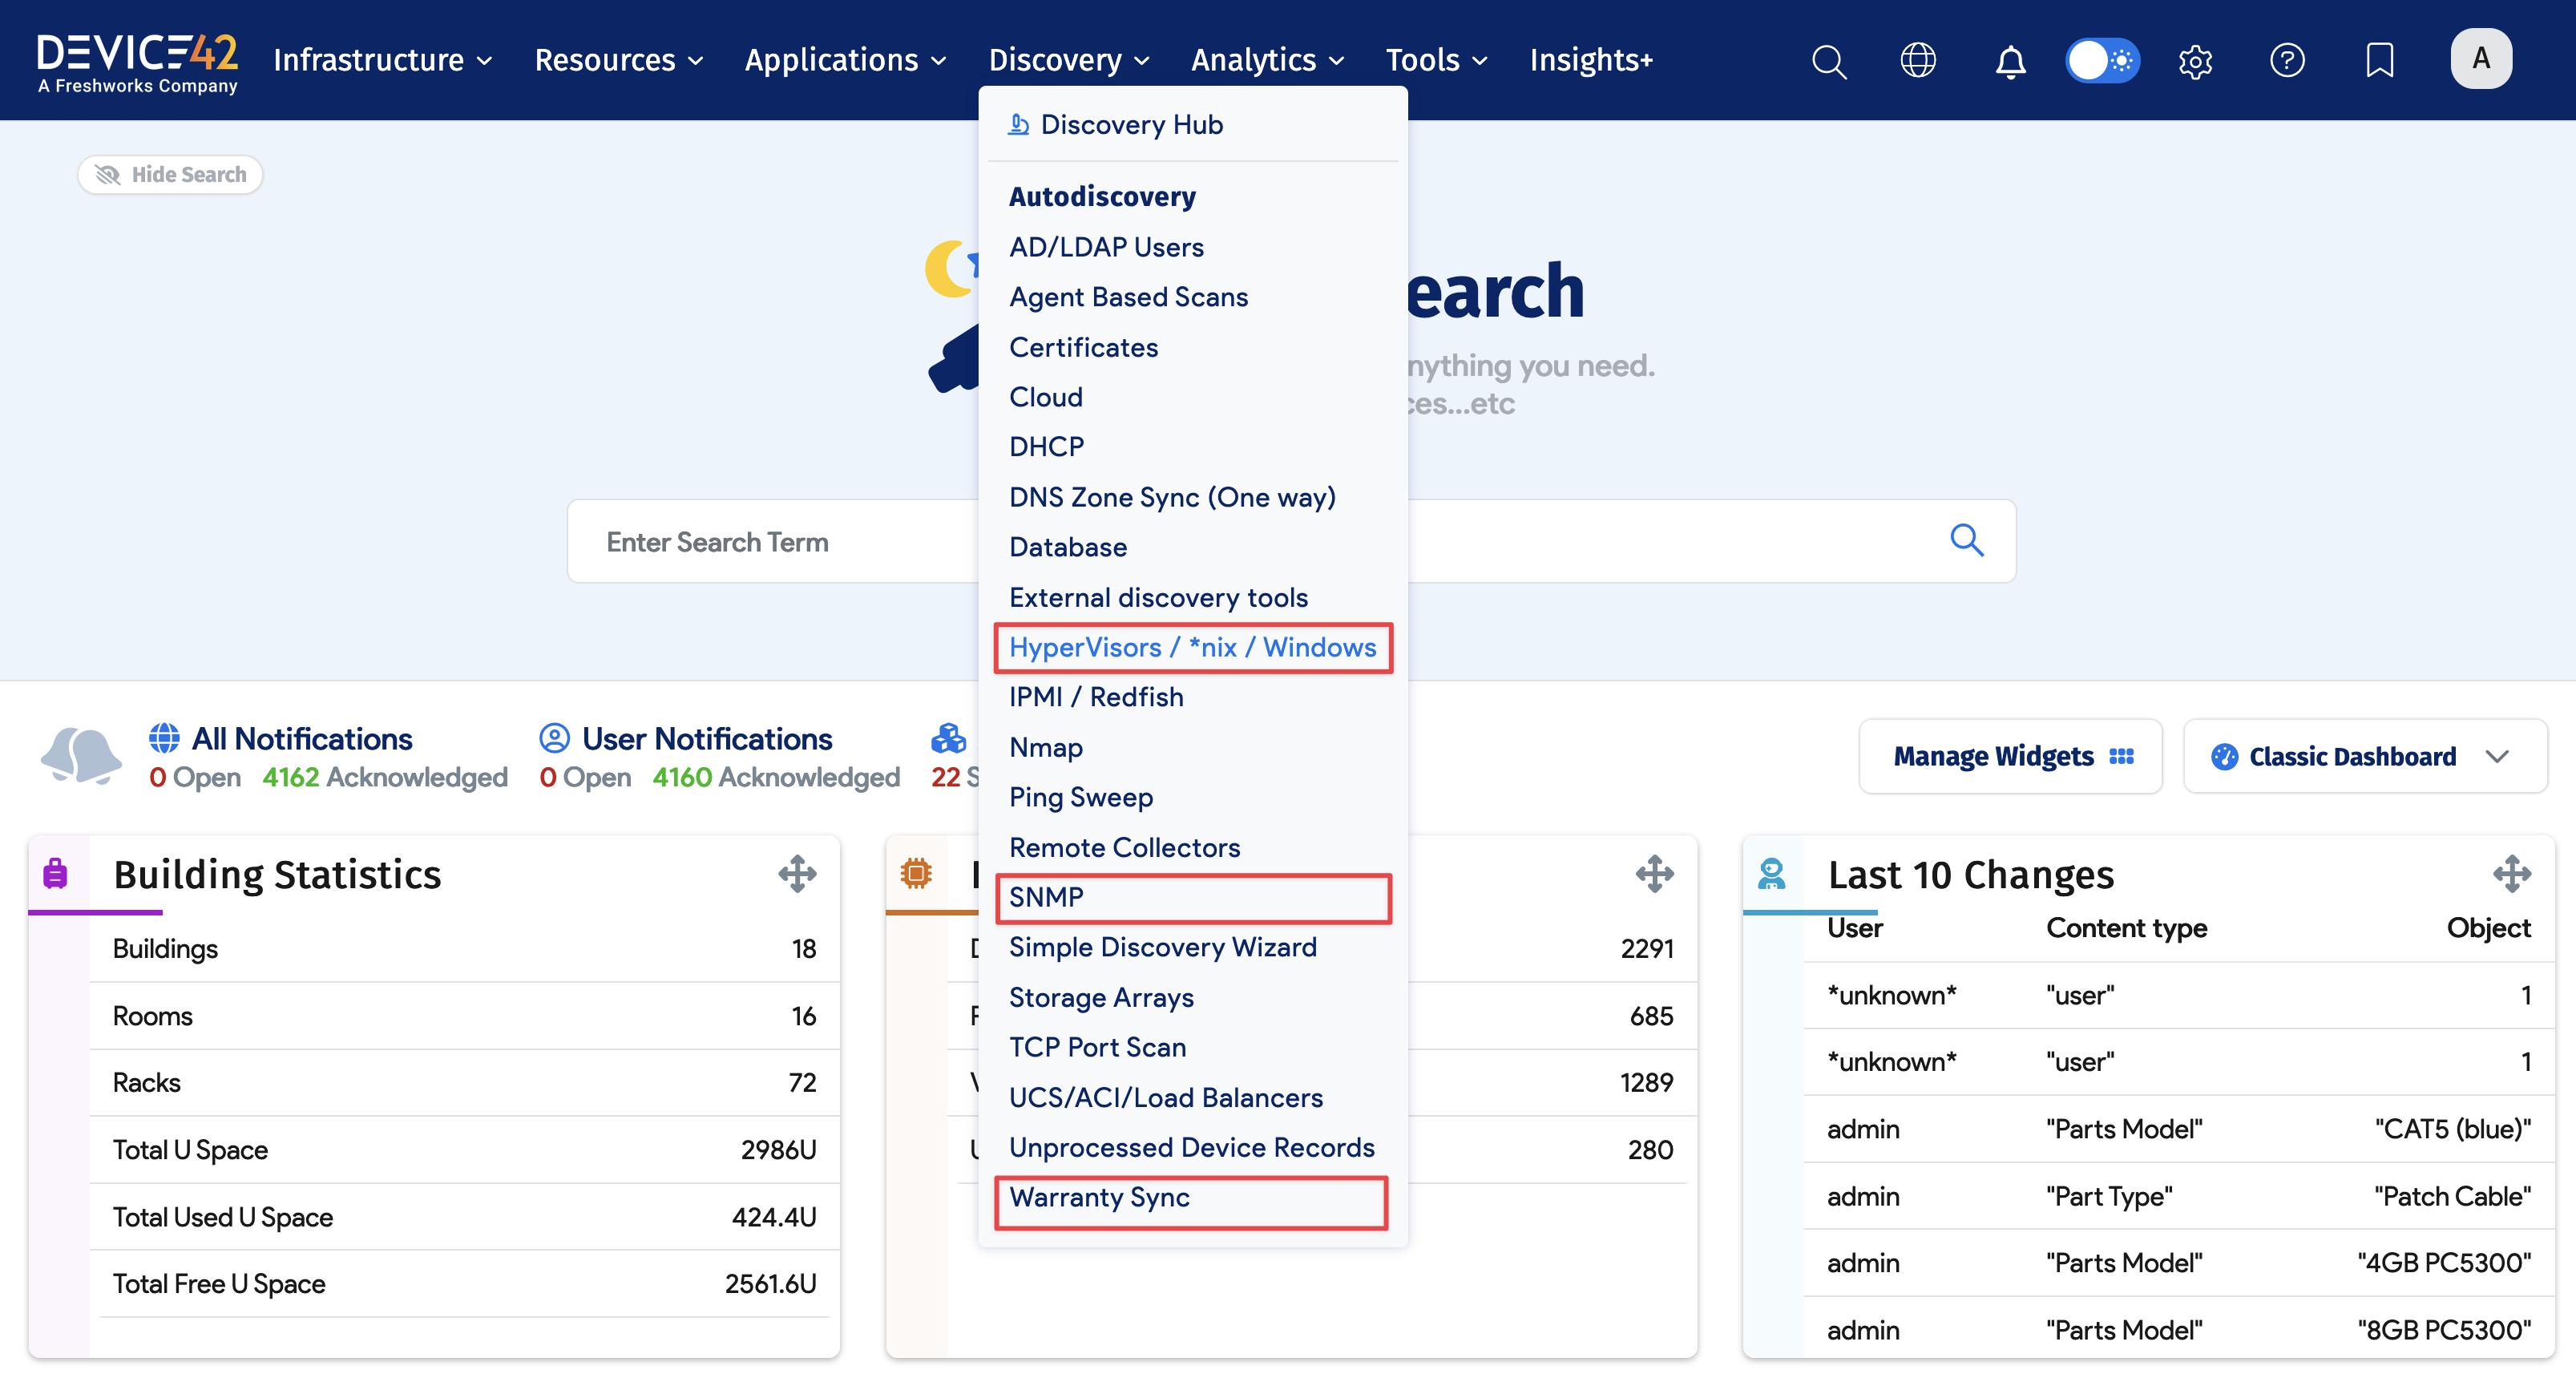 DEVICE42
A Freshworks Company
Infrastructure
Resources
Applications
Discovery
Analytics
Tools
Insights+
A
Hide Search
Discovery Hub
Autodiscovery
AD/LDAP Users
Agent Based Scans
Certificates
Cloud
DHCP
DNS Zone Sync (One way)
Database
External discovery tools
HyperVisors / *nix / Windows
IPMI / Redfish
Nmap
Ping Sweep
Remote Collectors
SNMP
Simple Discovery Wizard
Storage Arrays
TCP Port Scan
UCS/ACI/Load Balancers
Unprocessed Device Records
Warranty Sync
earch
nything you need.
ces...etc
Enter Search Term
All Notifications
0 Open 4162 Acknowledged
User Notifications
0 Open 4160 Acknowledged
22 S
Manage Widgets
Classic Dashboard
Building Statistics
Buildings 18
Rooms 16
Racks 72
Total U Space 2986U
Total Used U Space 424.4U
Total Free U Space 2561.6U
2291
685
1289
280
Last 10 Changes
User Content type Object
*unknown* "user" 1
*unknown* "user" 1
admin "Parts Model" "CAT5 (blue)"
admin "Part Type" "Patch Cable"
admin "Parts Model" "4GB PC5300"
admin "Parts Model" "8GB PC5300"